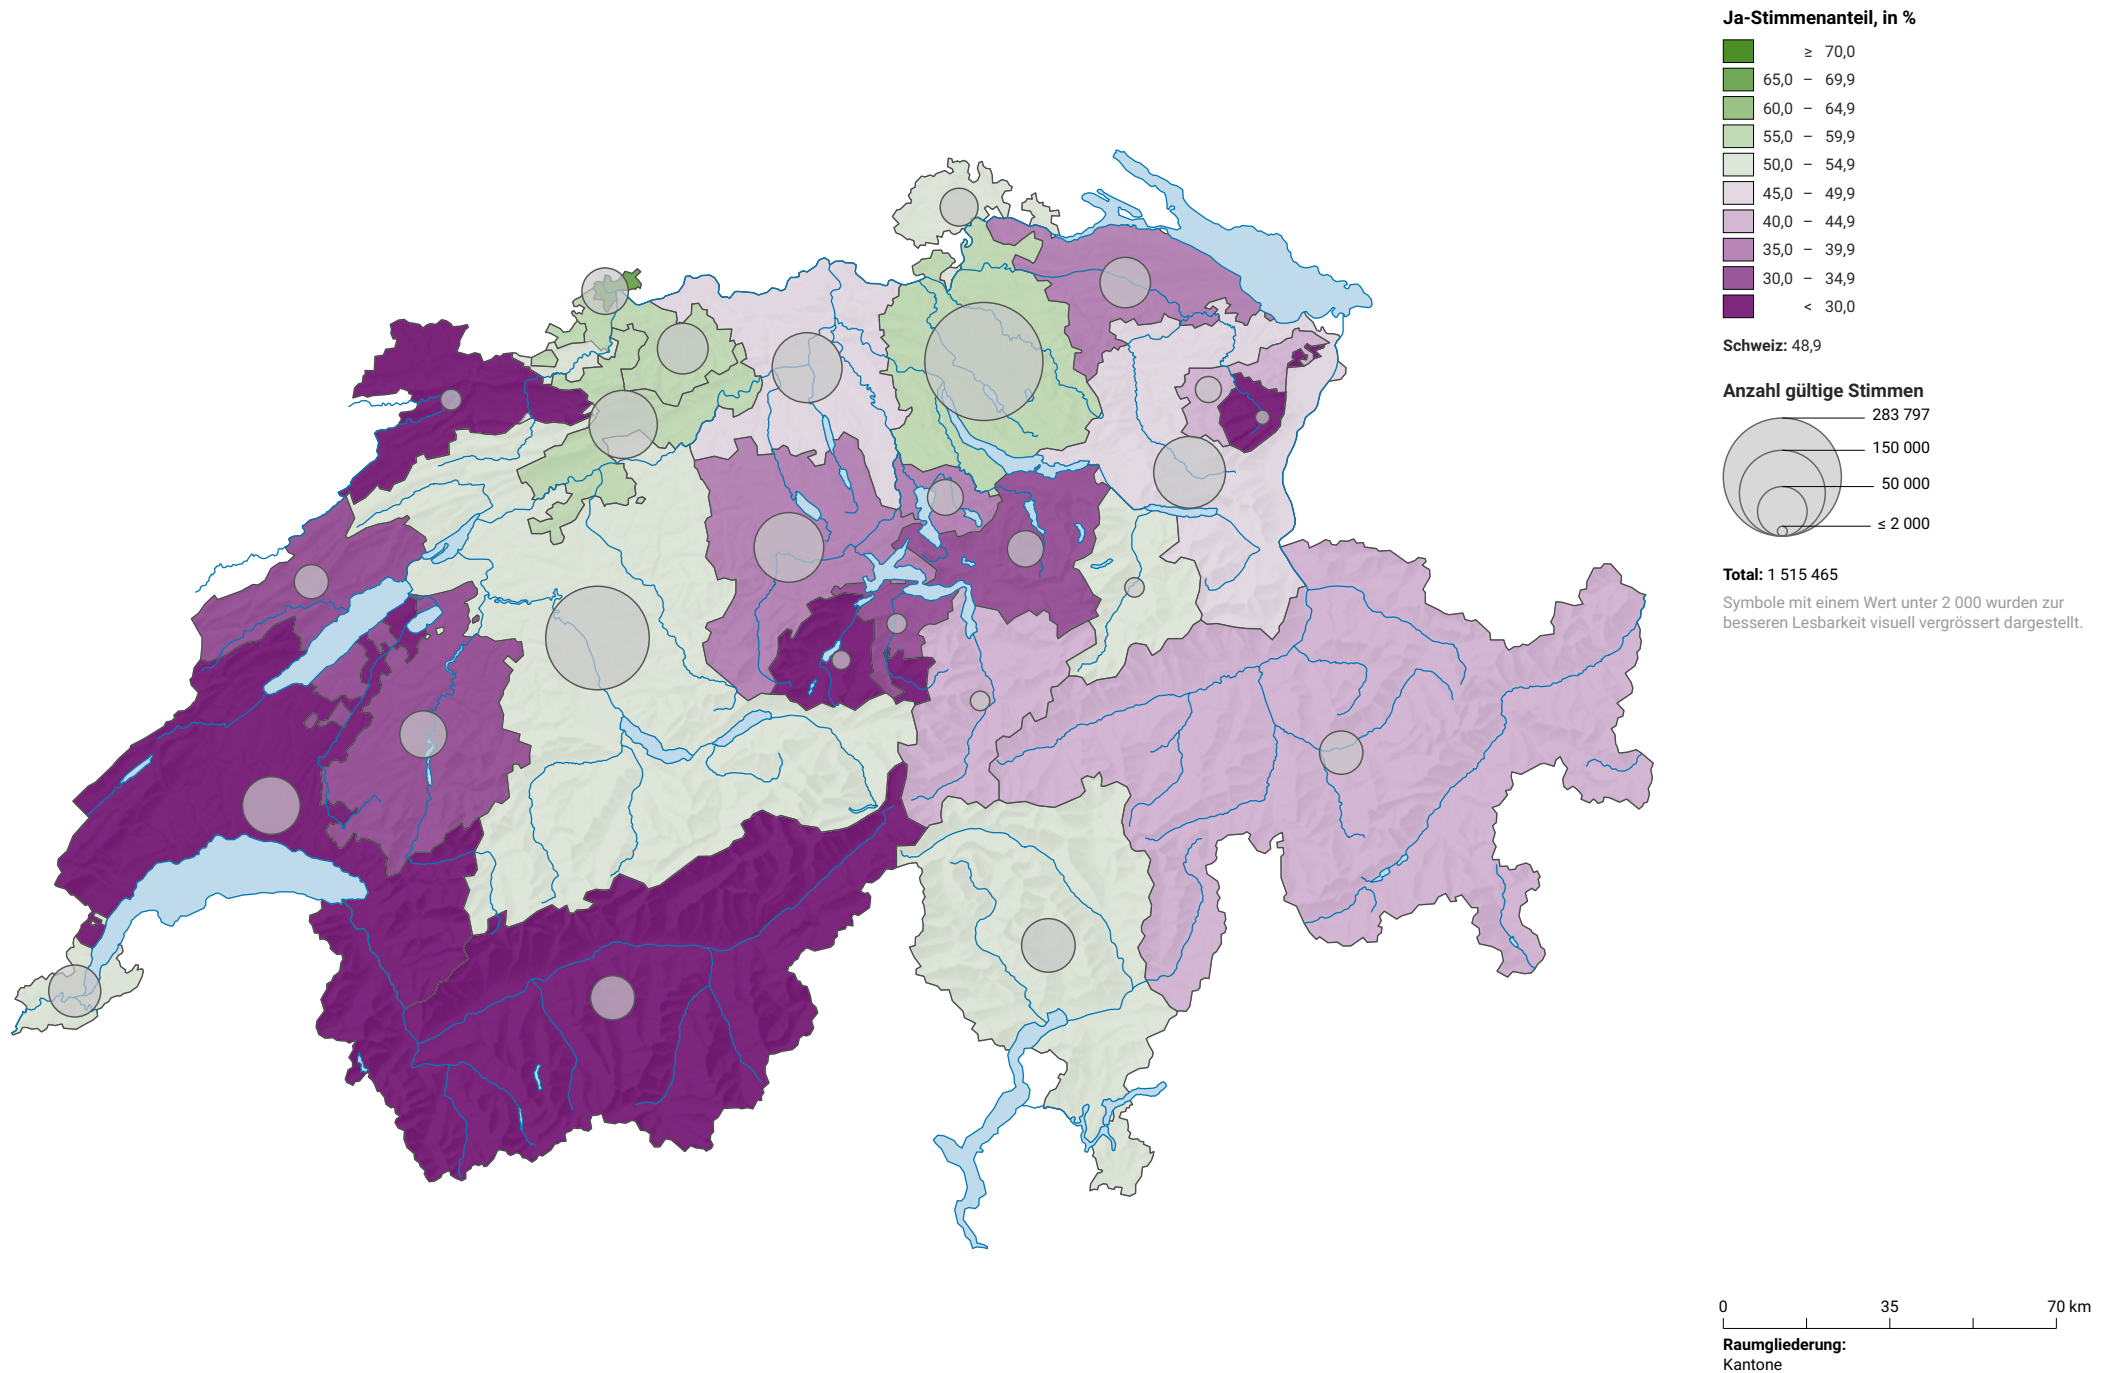 Ja-Stimmenanteil, in %
≥ 70,0
65,0 – 69,9
60,0 – 64,9
55,0 – 59,9
50,0 – 54,9
45,0 – 49,9
40,0 – 44,9
35,0 – 39,9
30,0 – 34,9
< 30,0
Schweiz: 48,9
Anzahl gültige Stimmen
283 797
150 000
50 000
≤ 2 000
Total: 1 515 465
Symbole mit einem Wert unter 2 000 wurden zur
besseren Lesbarkeit visuell vergrössert dargestellt.
0 35 70 km
Raumgliederung:
Kantone